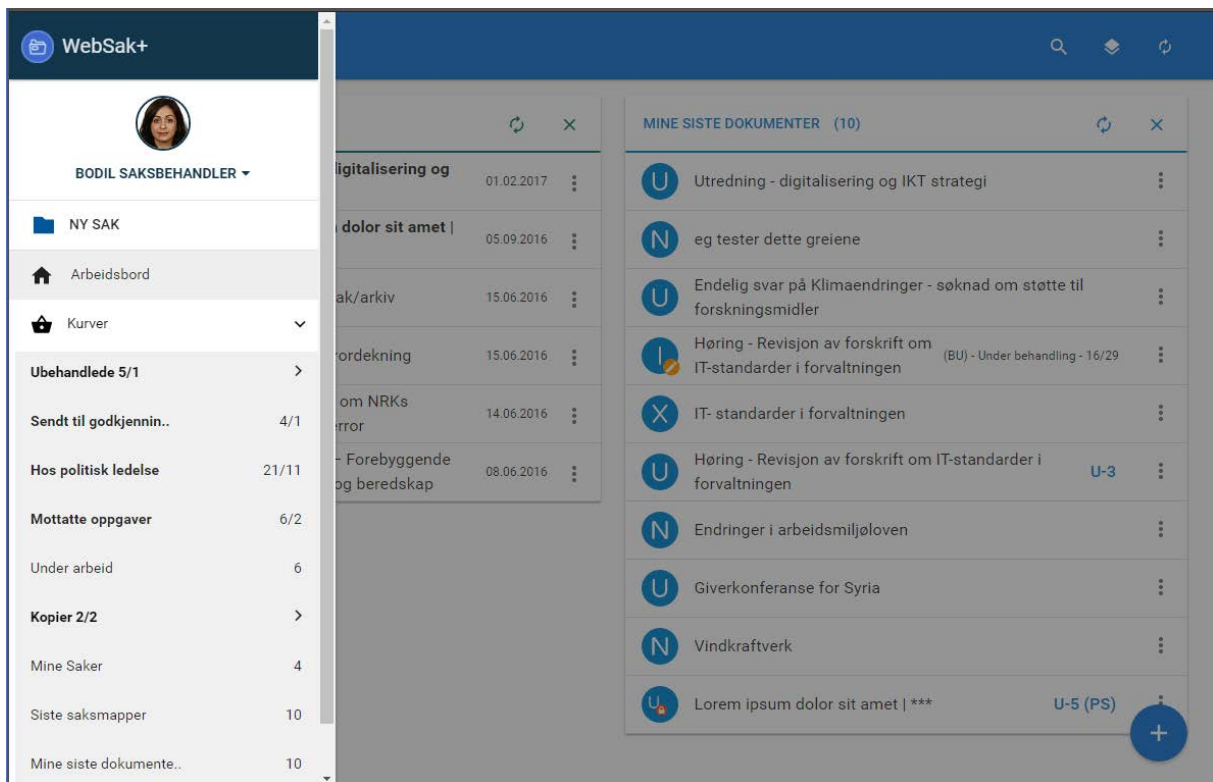 WebSak+
BODIL SAKSBEHANDLER
NY SAK
Arbeidsbord
Kurver
Ubehandlede 5/1
Sendt til godkjennin.. 4/1
Hos politisk ledelse 21/11
Mottatte oppgaver 6/2
Under arbeid 6
Kopier 2/2
Mine Saker 4
Siste saksmapper 10
Mine siste dokumente.. 10
igitalisering og
01.02.2017
dolor sit amet |
05.09.2016
ak/arkiv 15.06.2016
ordekning 15.06.2016
om NRKs
14.06.2016
error
- Forebyggende
08.06.2016
og beredskap
MINE SISTE DOKUMENTER (10)
U Utredning - digitalisering og IKT strategi
N eg tester dette greiene
U Endelig svar på Klimaendringer - søknad om støtte til
forskningsmidler
I Høring - Revisjon av forskrift om
IT-standarder i forvaltningen
(BU) - Under behandling - 16/29
X IT- standarder i forvaltningen
U Høring - Revisjon av forskrift om IT-standarder i
forvaltningen
U-3
N Endringer i arbeidsmiljøloven
U Giverkonferanse for Syria
N Vindkraftverk
U Lorem ipsum dolor sit amet | *** U-5 (PS)